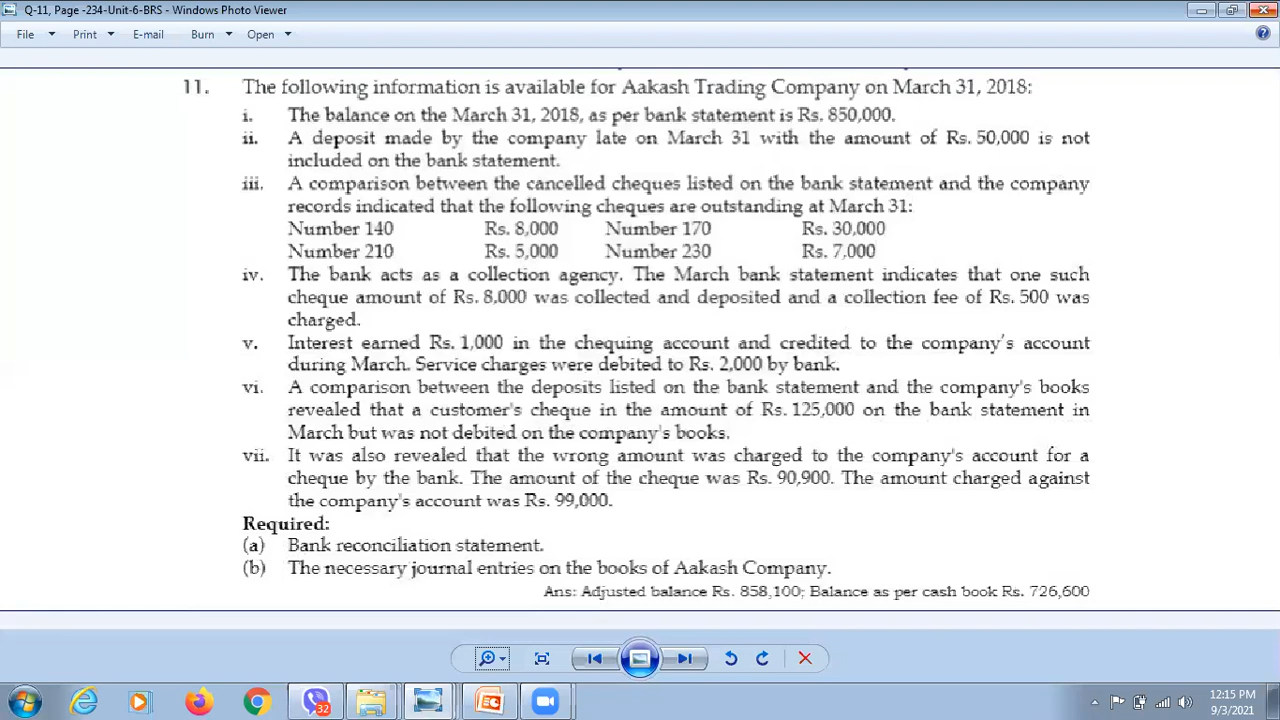 Q-11, Page -234-Unit-6-BRS - Windows Photo Viewer
File Print E-mail Burn Open
11. The following information is available for Aakash Trading Company on March 31, 2018:
i. The balance on the March 31, 2018, as per bank statement is Rs. 850,000.
ii. A deposit made by the company late on March 31 with the amount of Rs. 50,000 is not
included on the bank statement.
iii. A comparison between the cancelled cheques listed on the bank statement and the company
records indicated that the following cheques are outstanding at March 31:
Number 140 Rs. 8,000 Number 170 Rs. 30,000
Number 210 Rs. 5,000 Number 230 Rs. 7,000
iv. The bank acts as a collection agency. The March bank statement indicates that one such
cheque amount of Rs. 8,000 was collected and deposited and a collection fee of Rs. 500 was
charged.
v. Interest earned Rs. 1,000 in the chequing account and credited to the company's account
during March. Service charges were debited to Rs. 2,000 by bank.
vi. A comparison between the deposits listed on the bank statement and the company's books
revealed that a customer's cheque in the amount of Rs. 125,000 on the bank statement in
March but was not debited on the company's books.
vii. It was also revealed that the wrong amount was charged to the company's account for a
cheque by the bank. The amount of the cheque was Rs. 90,900. The amount charged against
the company's account was Rs. 99,000.
Required:
(a) Bank reconciliation statement.
(b) The necessary journal entries on the books of Aakash Company.
Ans: Adjusted balance Rs. 858,100; Balance as per cash book Rs. 726,600
32
12:15 PM
9/3/2021